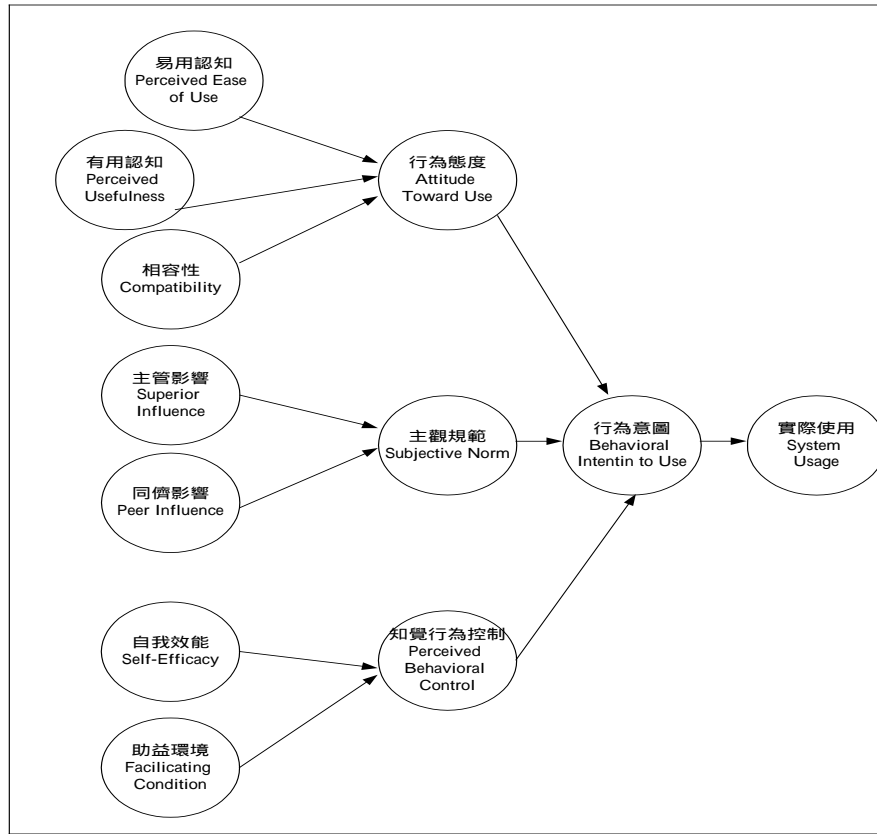 易用認知
Perceived Ease
of Use
有用認知
Perceived
Usefulness
相容性
Compatibility
行為態度
Attitude
Toward Use
主管影響
Superior
Influence
同儕影響
Peer Influence
主觀規範
Subjective Norm
行為意圖
Behavioral
Intentin to Use
實際使用
System
Usage
自我效能
Self-Efficacy
助益環境
Facilicating
Condition
知覺行為控制
Perceived
Behavioral
Control